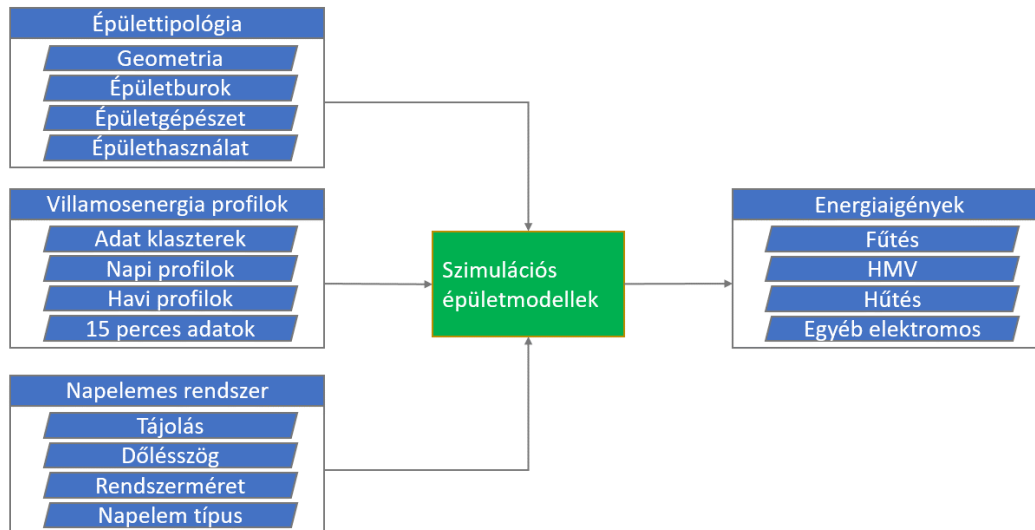 Épülettipológia
Geometria
Épületburok
Épületgépészet
Épülethasználat
Villamosenergia profilok
Adat klaszterek
Napi profilok
Havi profilok
15 perces adatok
Napelemes rendszer
Tájolás
Dőlésszög
Rendszerméret
Napelem típus
Szimulációs
épületmodellek
Energiaigények
Fűtés
HMV
Hűtés
Egyéb elektromos